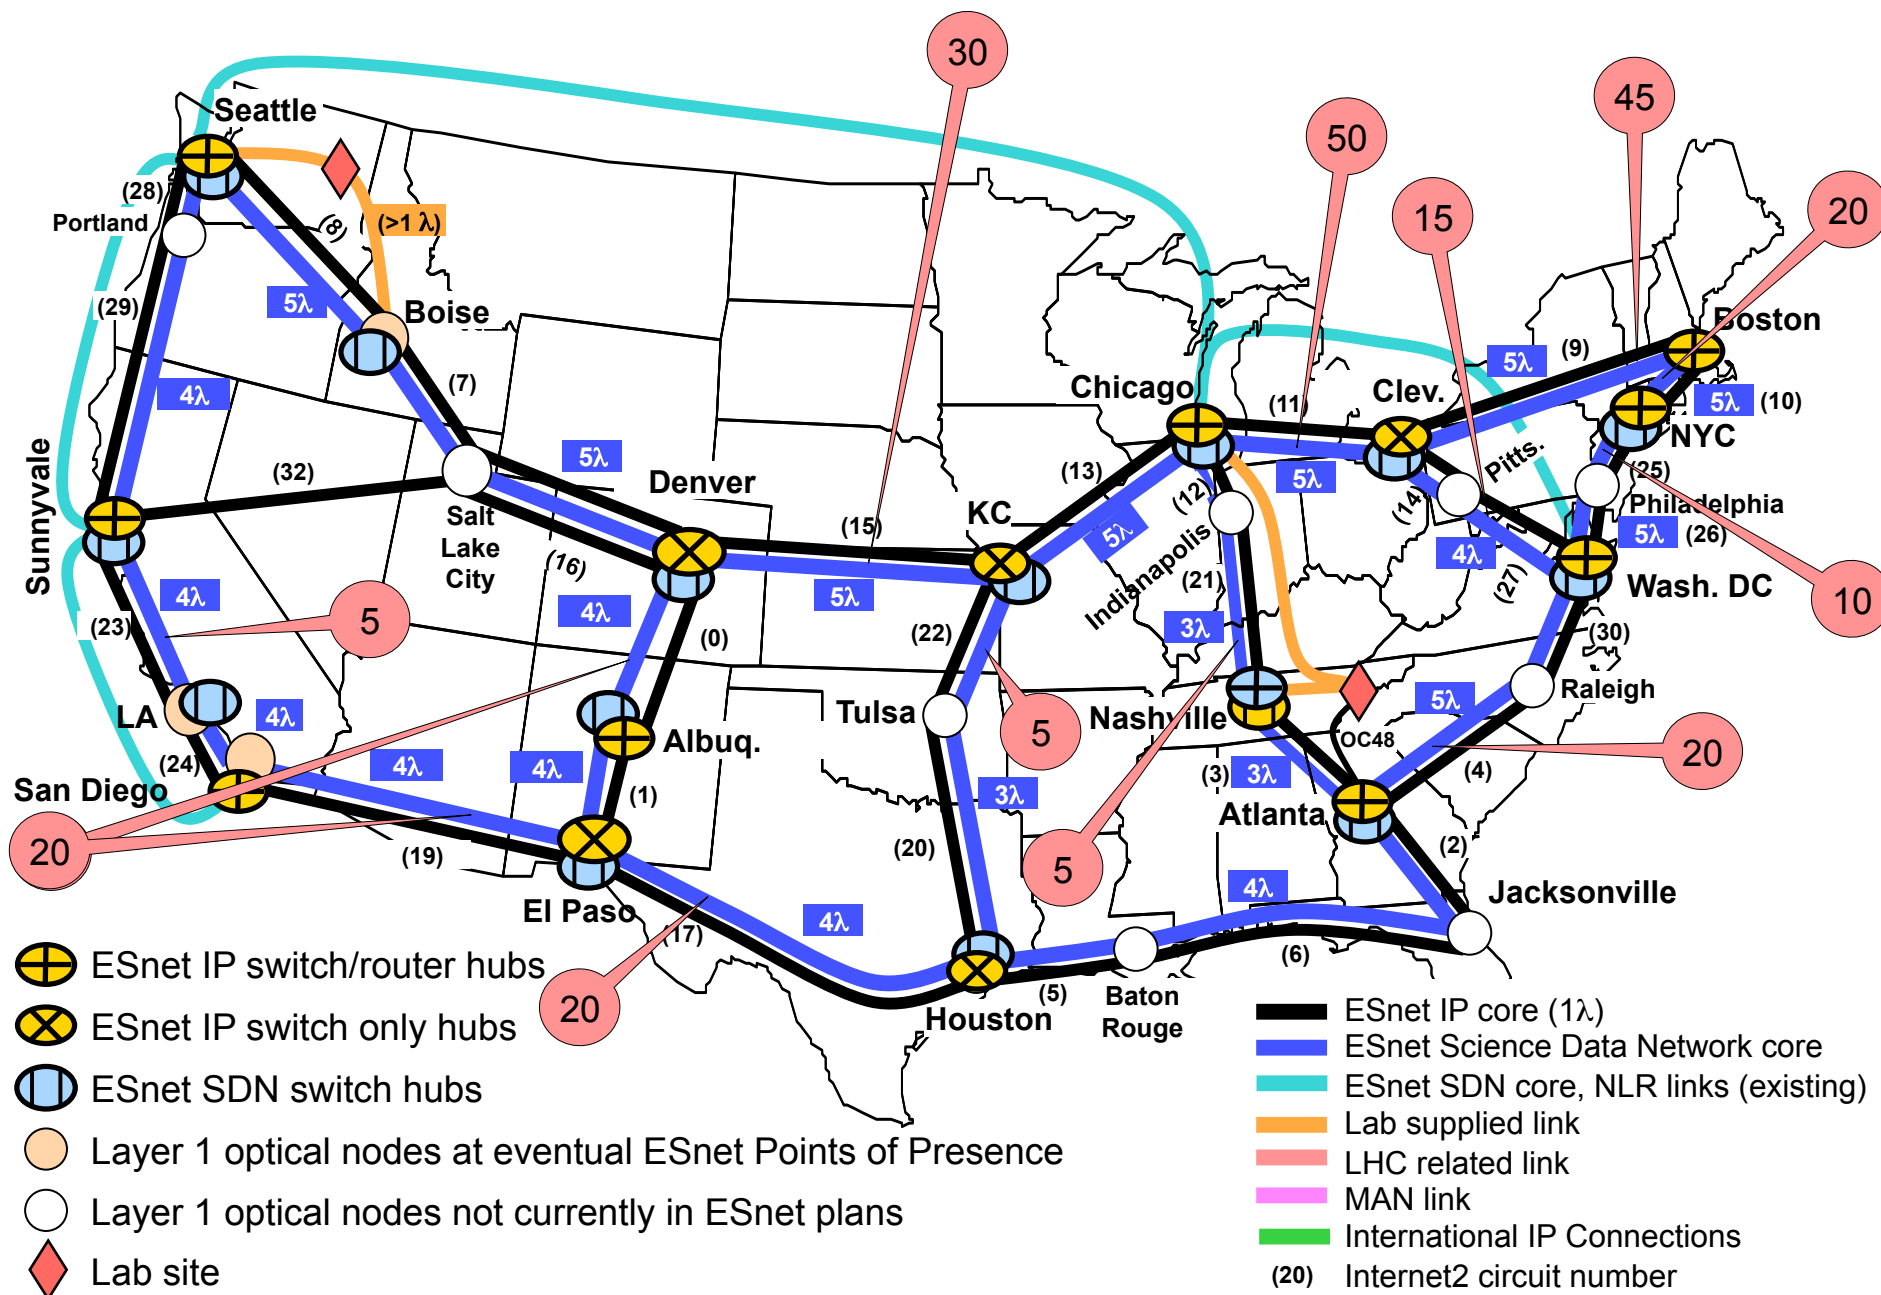 30
45
50
20
15
Seattle
(28)
Portland
(8)
(>1 λ)
(29)
5λ
Boise
Boston
(9)
5λ
(7)
4λ
Chicago
Clev.
(11)
5λ
(10)
NYC
Sunnyvale
(32)
5λ
Denver
(13)
(12)
5λ
Pitts.
(25)
Philadelphia
Salt
Lake
City
(15)
KC
5λ
(14)
4λ
5λ
(26)
(16)
5λ
Indianapolis
(21)
(27)
Wash. DC
4λ
5
4λ
(23)
(0)
(22)
3λ
10
(30)
LA
4λ
Tulsa
5
Nashville
5λ
Raleigh
Albuq.
OC48
20
(24)
4λ
4λ
(3)
3λ
(4)
San Diego
(1)
3λ
Atlanta
20
(19)
(20)
5
(2)
El Paso
(17)
4λ
4λ
Jacksonville
20
(6)
(5)
Houston
Baton
Rouge
ESnet IP switch/router hubs
ESnet IP switch only hubs
ESnet SDN switch hubs
Layer 1 optical nodes at eventual ESnet Points of Presence
Layer 1 optical nodes not currently in ESnet plans
Lab site
ESnet IP core (1λ)
ESnet Science Data Network core
ESnet SDN core, NLR links (existing)
Lab supplied link
LHC related link
MAN link
International IP Connections
(20) Internet2 circuit number